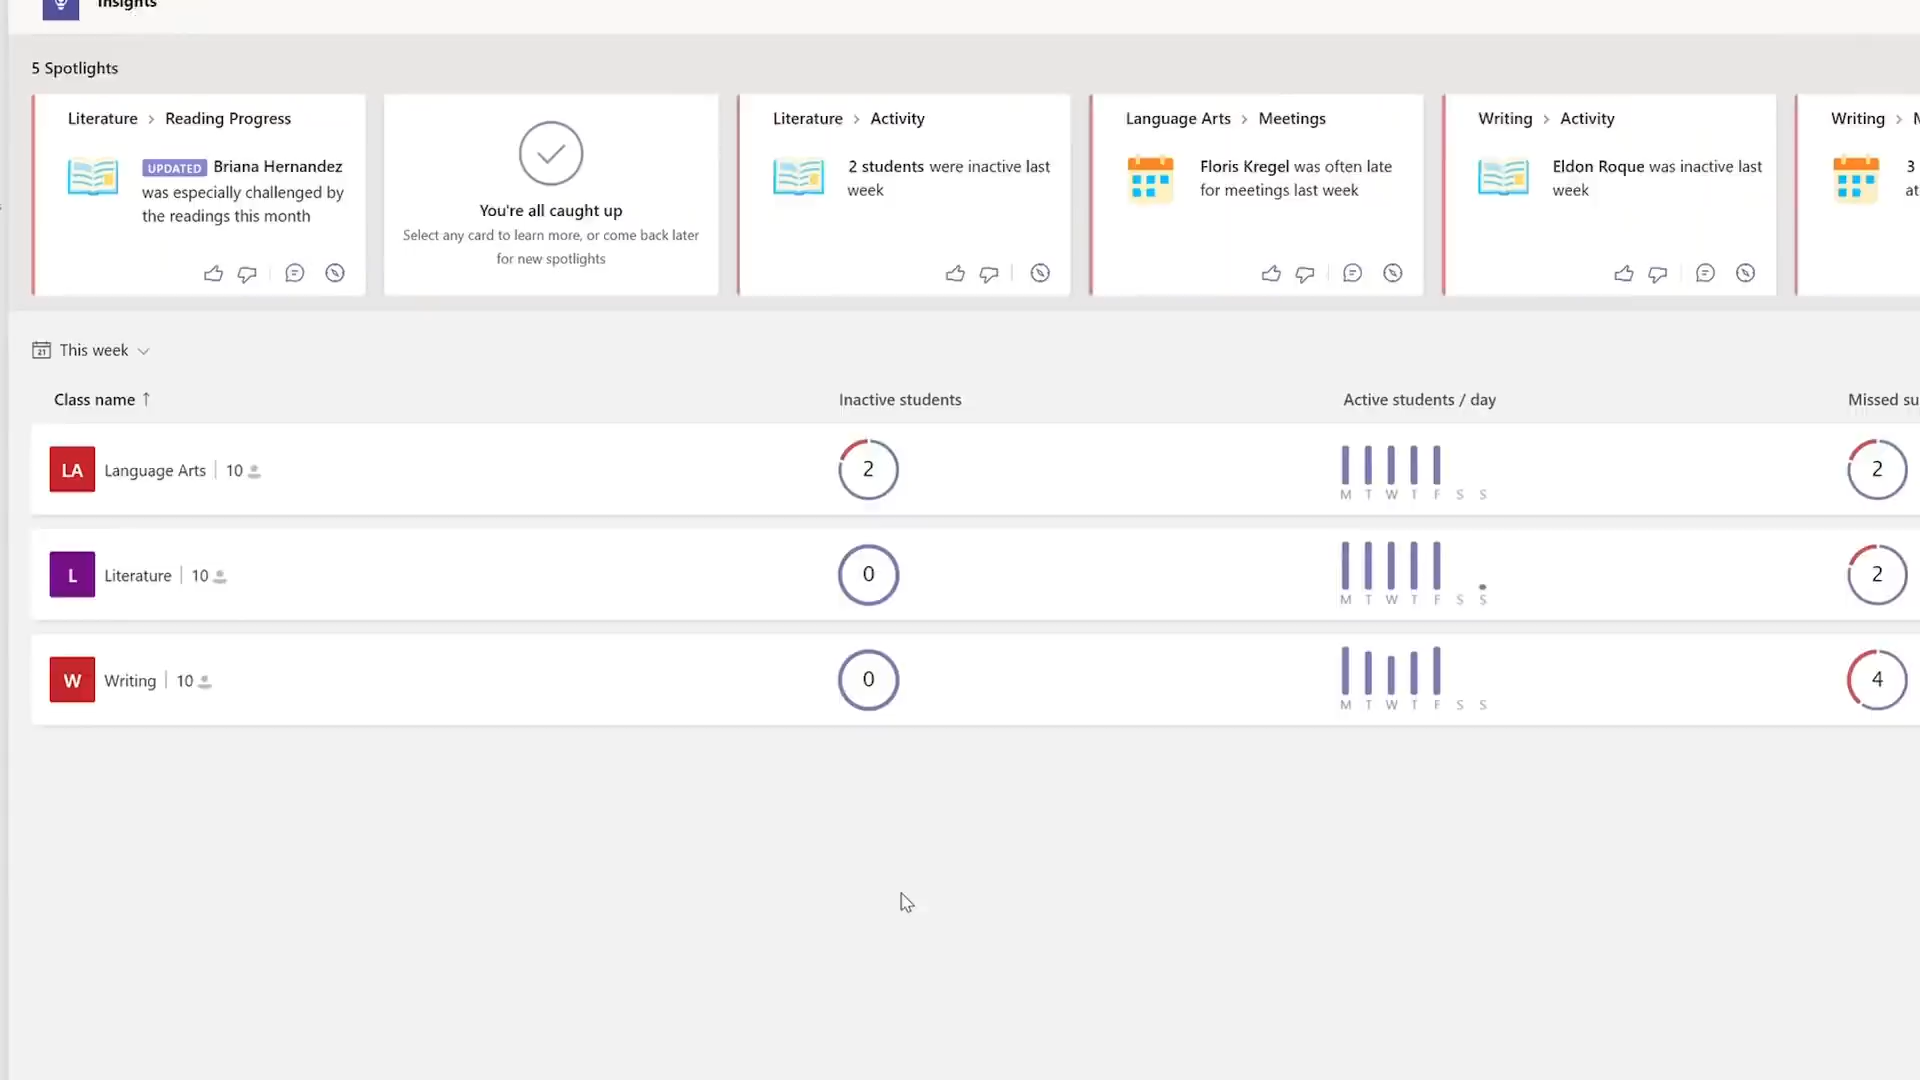 Insights
5 Spotlights
Literature > Reading Progress
UPDATED Briana Hernandez
was especially challenged by
the readings this month
You're all caught up
Select any card to learn more, or come back later
for new spotlights
Literature > Activity
2 students were inactive last
week
Language Arts > Meetings
Floris Kregel was often late
for meetings last week
Writing > Activity
Eldon Roque was inactive last
week
Writing > M
3
at
21 This week
Class name ↑ Inactive students Active students / day Missed su
LA Language Arts | 10 2 M T W T F S S 2
L Literature | 10 0 M T W T F S S 2
W Writing | 10 0 M T W T F S S 4